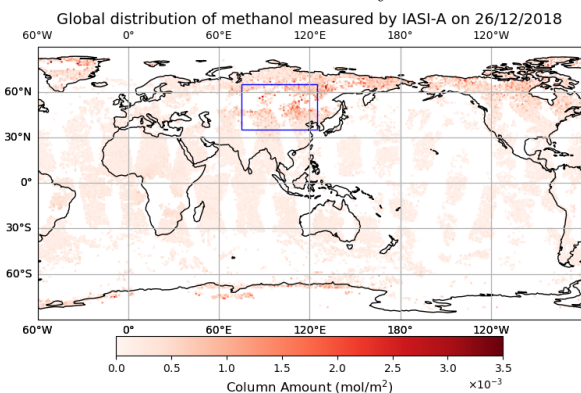 Global distribution of methanol measured by IASI-A on 26/12/2018
60°W 0° 60°E 120°E 180° 120°W
60°N
30°N
0°
30°S
60°S
60°W 0° 60°E 120°E 180° 120°W
0.0 0.5 1.0 1.5 2.0 2.5 3.0 3.5
×10⁻³
Column Amount (mol/m²)